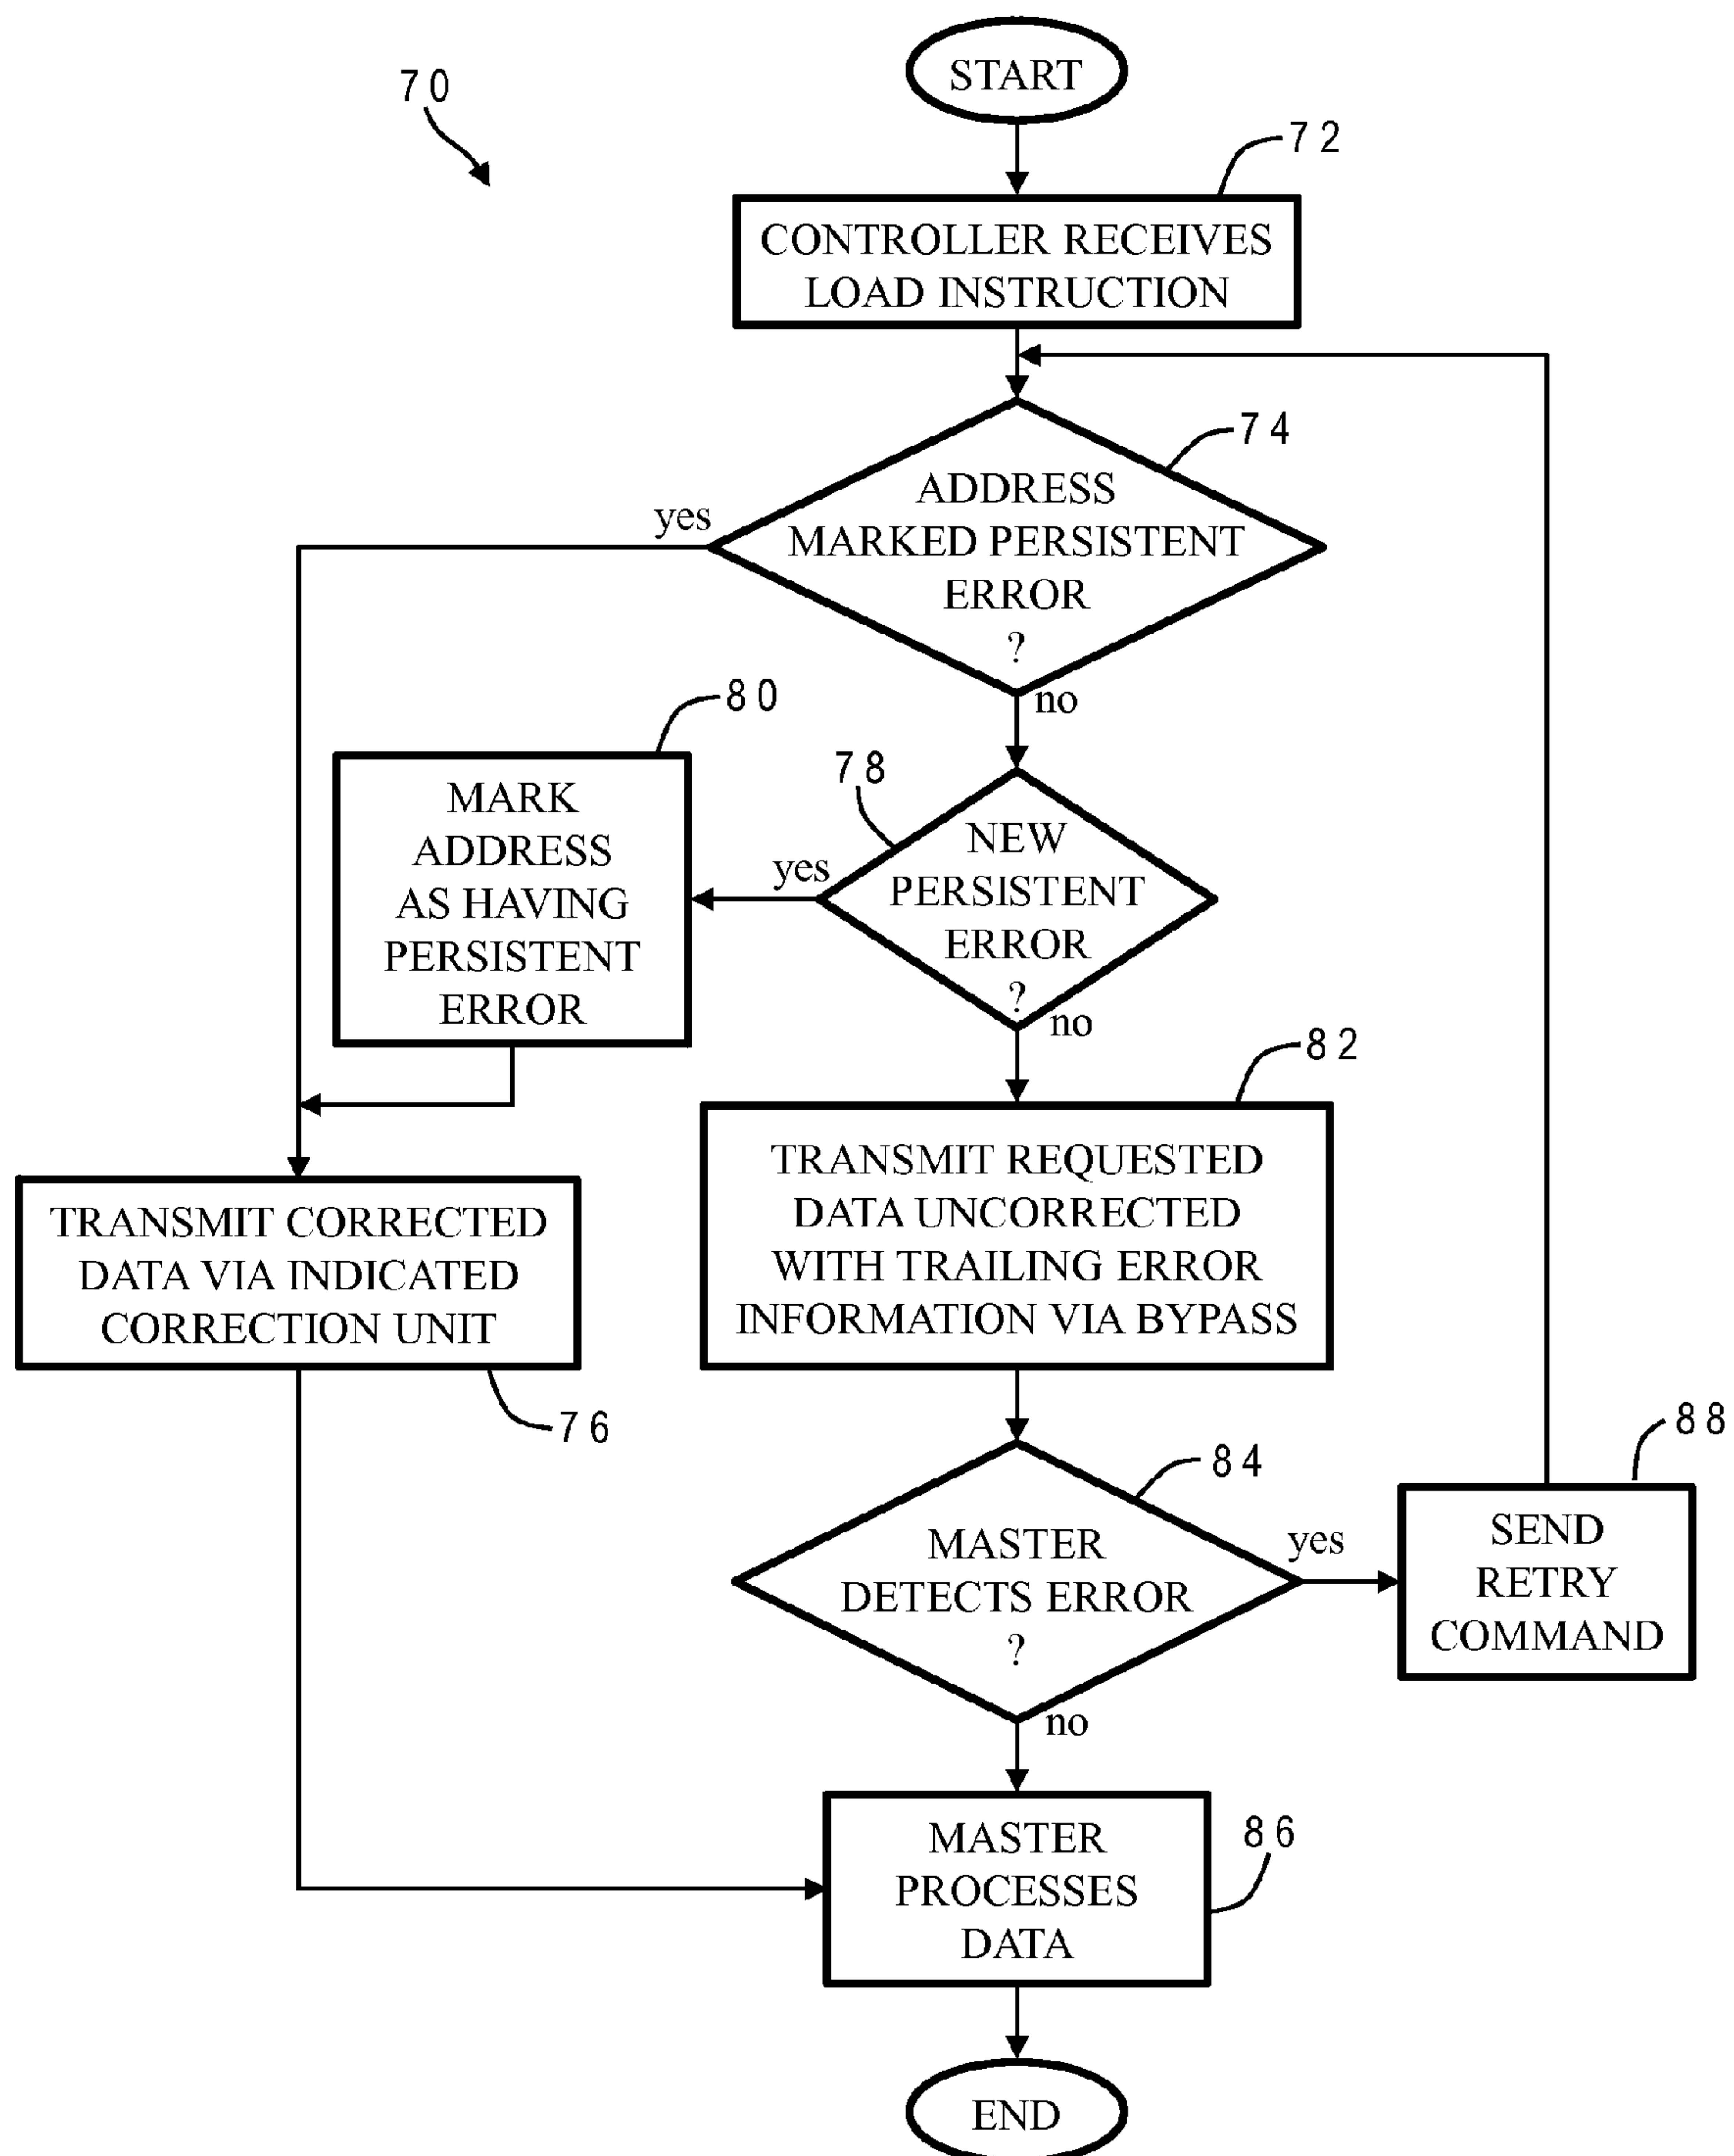 START
70
72
CONTROLLER RECEIVES
LOAD INSTRUCTION
74
ADDRESS
MARKED PERSISTENT
ERROR
?
yes
no
80
MARK
ADDRESS
AS HAVING
PERSISTENT
ERROR
78
NEW
PERSISTENT
ERROR
?
yes
no
82
TRANSMIT REQUESTED
DATA UNCORRECTED
WITH TRAILING ERROR
INFORMATION VIA BYPASS
TRANSMIT CORRECTED
DATA VIA INDICATED
CORRECTION UNIT
76
84
MASTER
DETECTS ERROR
?
yes
no
88
SEND
RETRY
COMMAND
86
MASTER
PROCESSES
DATA
END